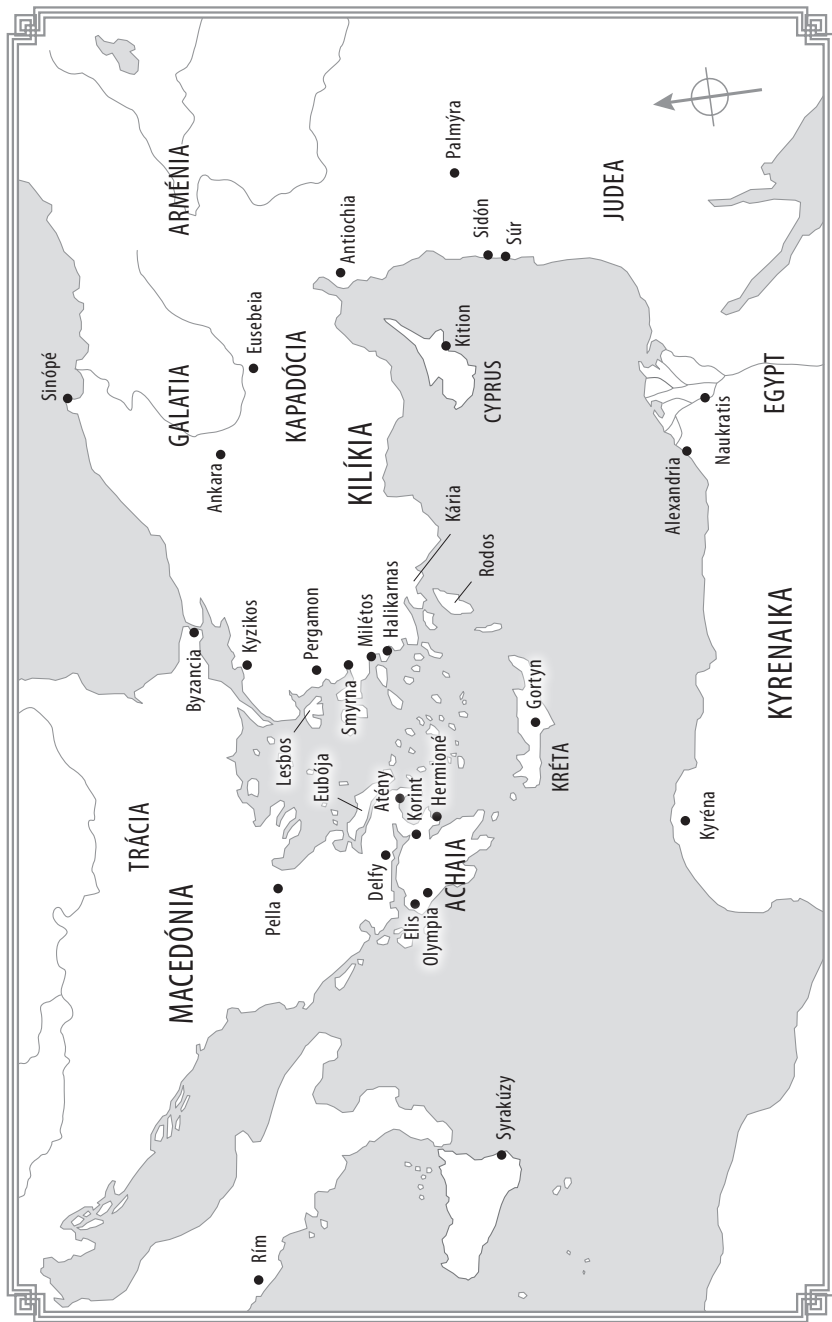 Sinópé
ARMÉNIA
GALATIA
Ankara
Eusebeia
KAPADÓCIA
Antiochia
Palmýra
KILÍKIA
Sidón
Súr
JUDEA
Kition
CYPRUS
Byzancia
Kyzikos
Pergamon
Smyrna
Milétos
Halikarnas
Kária
Rodos
Lesbos
Eubója
TRÁCIA
MACEDÓNIA
Pella
Delfy
Atény
Korint
Hermioné
Elis
Olympia
ACHAIA
KRÉTA
Gortyn
Alexandria
Naukratis
EGYPT
KYRENAIKA
Kyréna
Rím
Syrakúzy